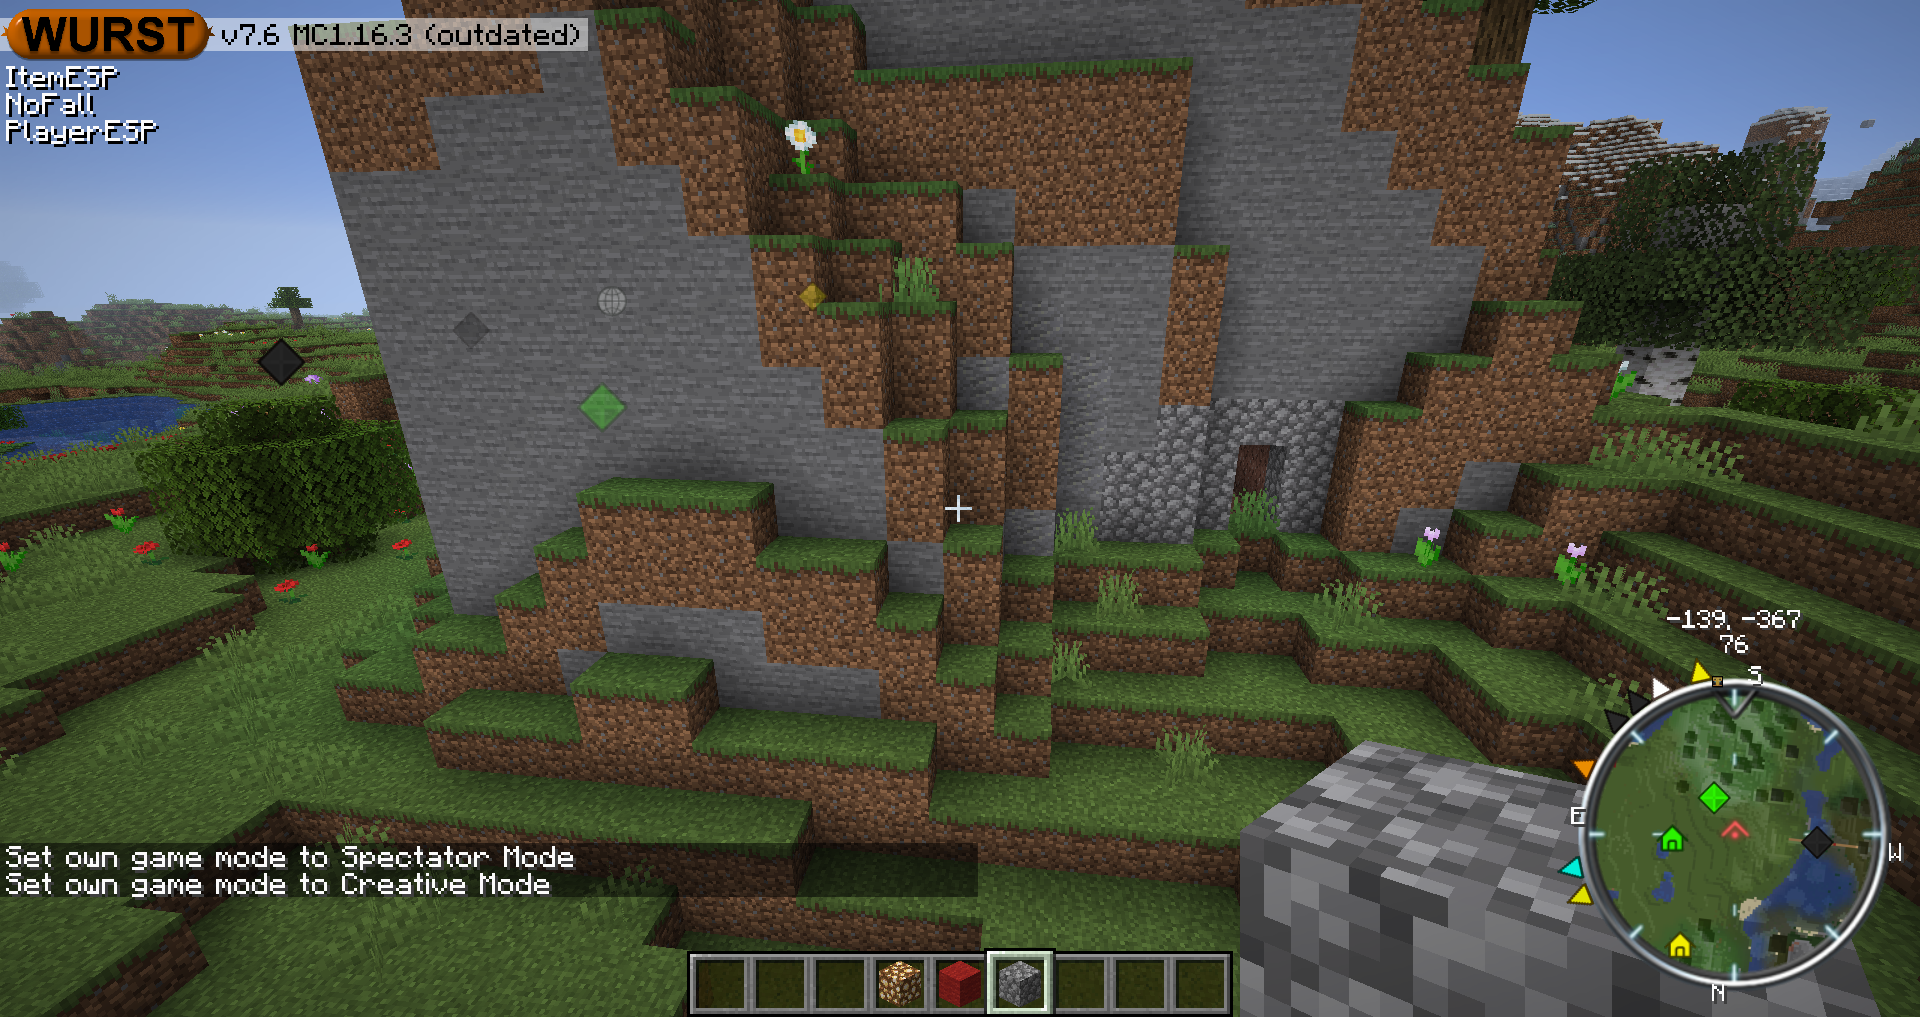 WURST v7.6 MC1.16.3 (outdated)
ItemESP
NoFall
PlayerESP
-139, -367
76
S
E
W
N
Set own game mode to Spectator Mode
Set own game mode to Creative Mode